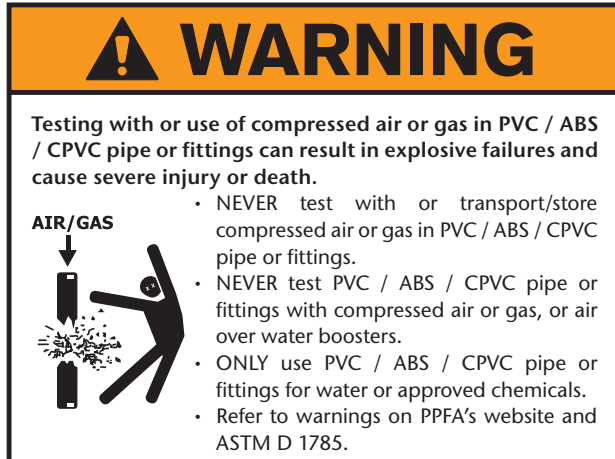 WARNING
Testing with or use of compressed air or gas in PVC / ABS
/ CPVC pipe or fittings can result in explosive failures and
cause severe injury or death.
AIR/GAS
• NEVER test with or transport/store
compressed air or gas in PVC / ABS / CPVC
pipe or fittings.
• NEVER test PVC / ABS / CPVC pipe or
fittings with compressed air or gas, or air
over water boosters.
• ONLY use PVC / ABS / CPVC pipe or
fittings for water or approved chemicals.
• Refer to warnings on PPFA’s website and
ASTM D 1785.